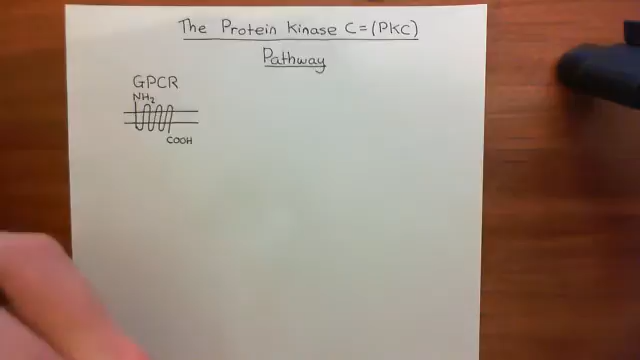 The Protein Kinase C=(PKC)
Pathway
GPCR
NH2
COOH